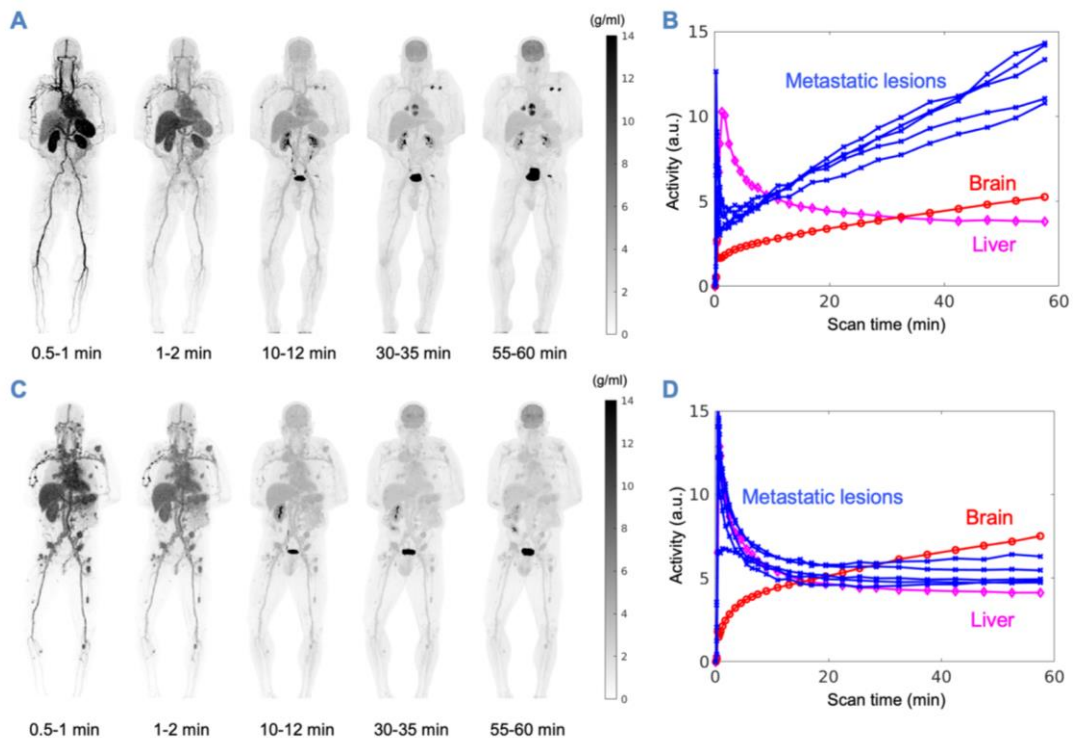 A
(g/ml)
14
12
10
8
6
4
2
0
0.5-1 min
1-2 min
10-12 min
30-35 min
55-60 min
B
15
10
5
0
Activity (a.u.)
Metastatic lesions
Brain
Liver
0
20
40
60
Scan time (min)
C
(g/ml)
14
12
10
8
6
4
2
0
0.5-1 min
1-2 min
10-12 min
30-35 min
55-60 min
D
15
10
5
0
Activity (a.u.)
Metastatic lesions
Brain
Liver
0
20
40
60
Scan time (min)